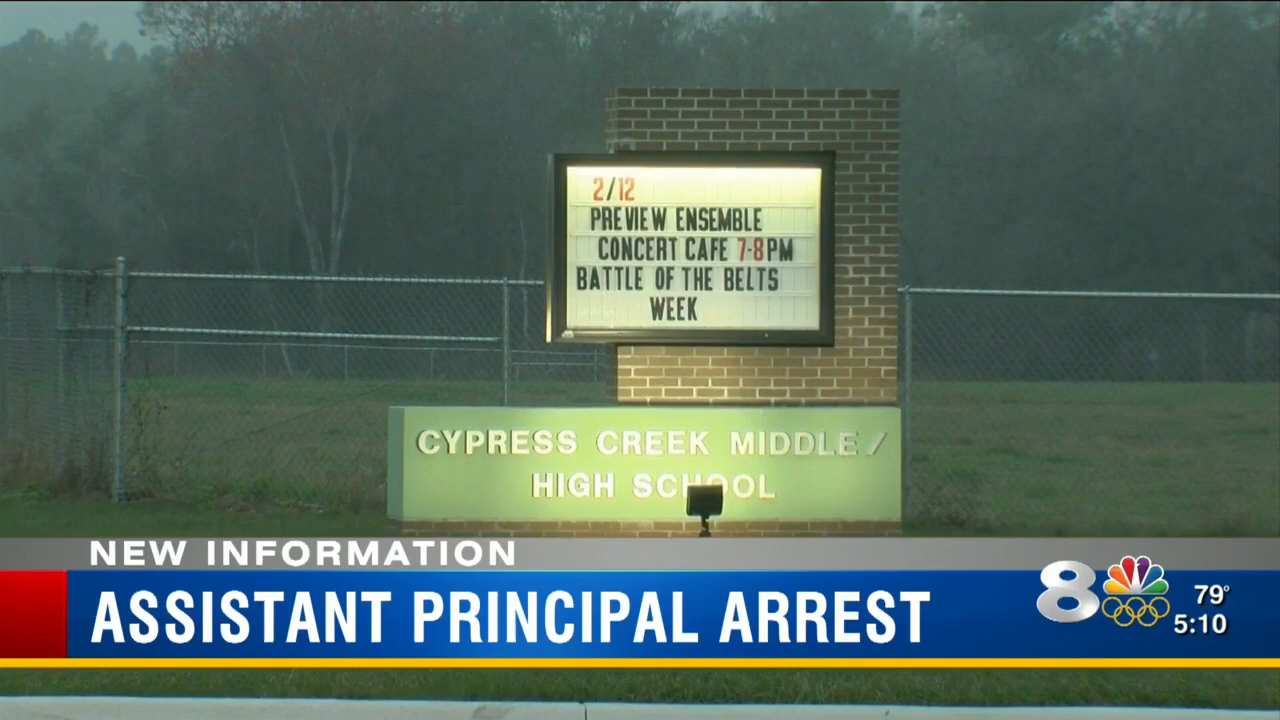 2/12
PREVIEW ENSEMBLE
CONCERT CAFE 7-8PM
BATTLE OF THE BELTS
WEEK
CYPRESS CREEK MIDDLE/
HIGH SCHOOL
NEW INFORMATION
ASSISTANT PRINCIPAL ARREST
8
79°
5:10